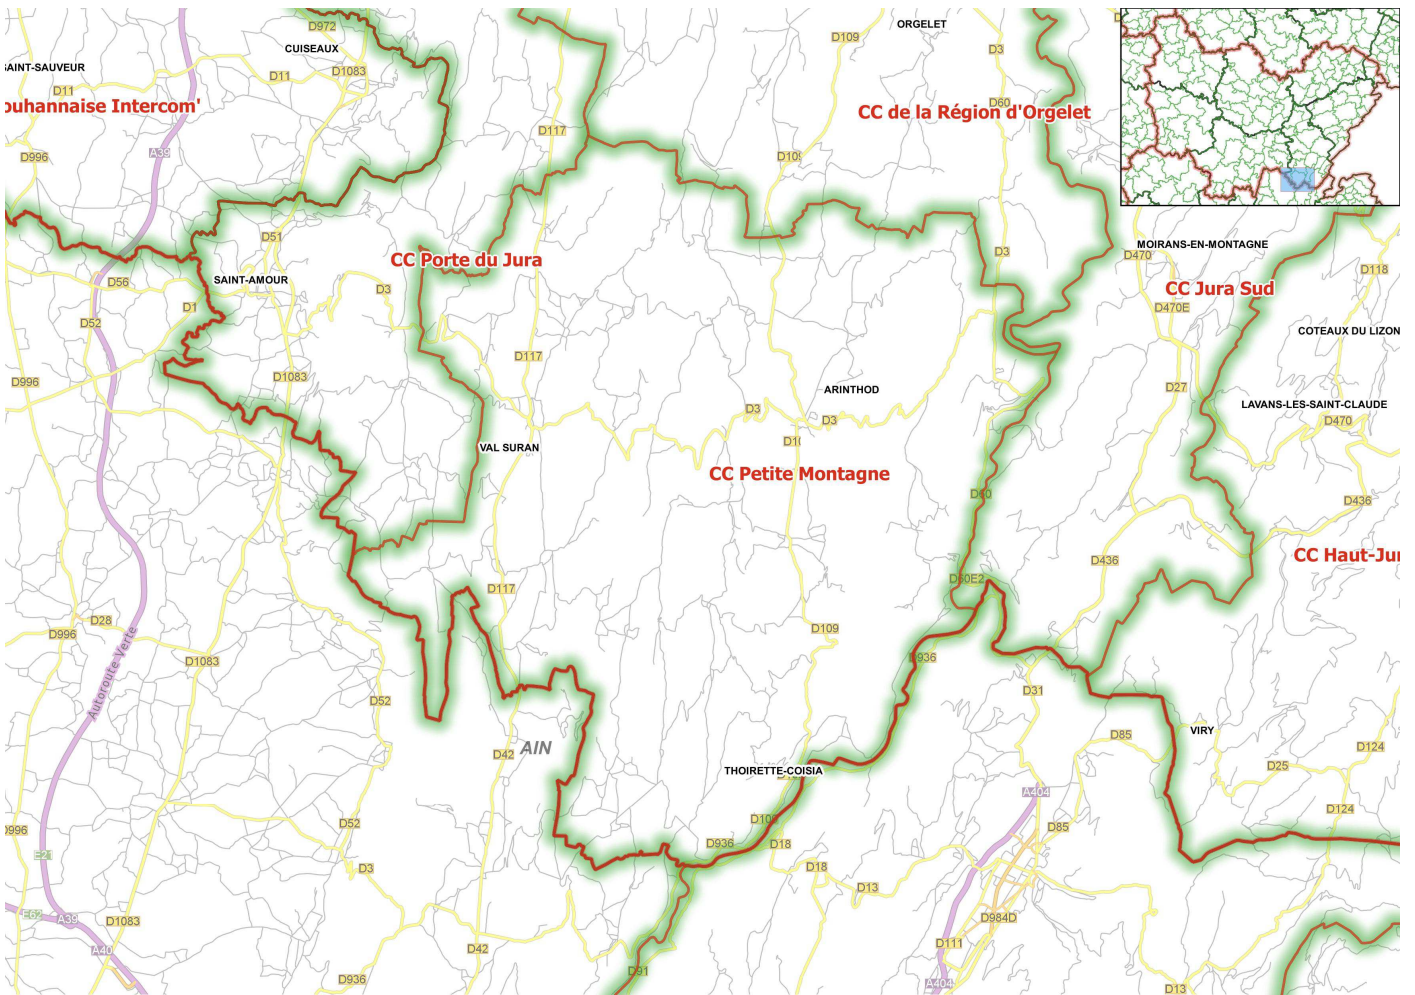 D972
CUISEAUX
ORGELET
D109
D3
AINT-SAUVEUR
D11
D1083
D11
ouhannaise Intercom'
D60
CC de la Région d'Orgelet
D117
D996
A39
D109
D51
CC Porte du Jura
D3
MOIRANS-EN-MONTAGNE
D470
SAINT-AMOUR
D56
D3
CC Jura Sud
D118
D1
D470E
D52
COTEAUX DU LIZON
D117
D996
D1083
ARINTHOD
D27
D3
D3
LAVANS-LES-SAINT-CLAUDE
D470
VAL SURAN
CC Petite Montagne
D60
D436
D436
CC Haut-Jur
D60E2
D117
D28
D996
D109
Autoroute Verte
D1083
D936
D31
D52
VIRY
D85
AIN
D42
D124
THOIRETTE-COISIA
D25
A404
D52
D996
D85
D124
D936
D18
E21
D3
D18
D13
E62
A39
D1083
D984D
D42
D111
A40
D91
D936
A404
D13